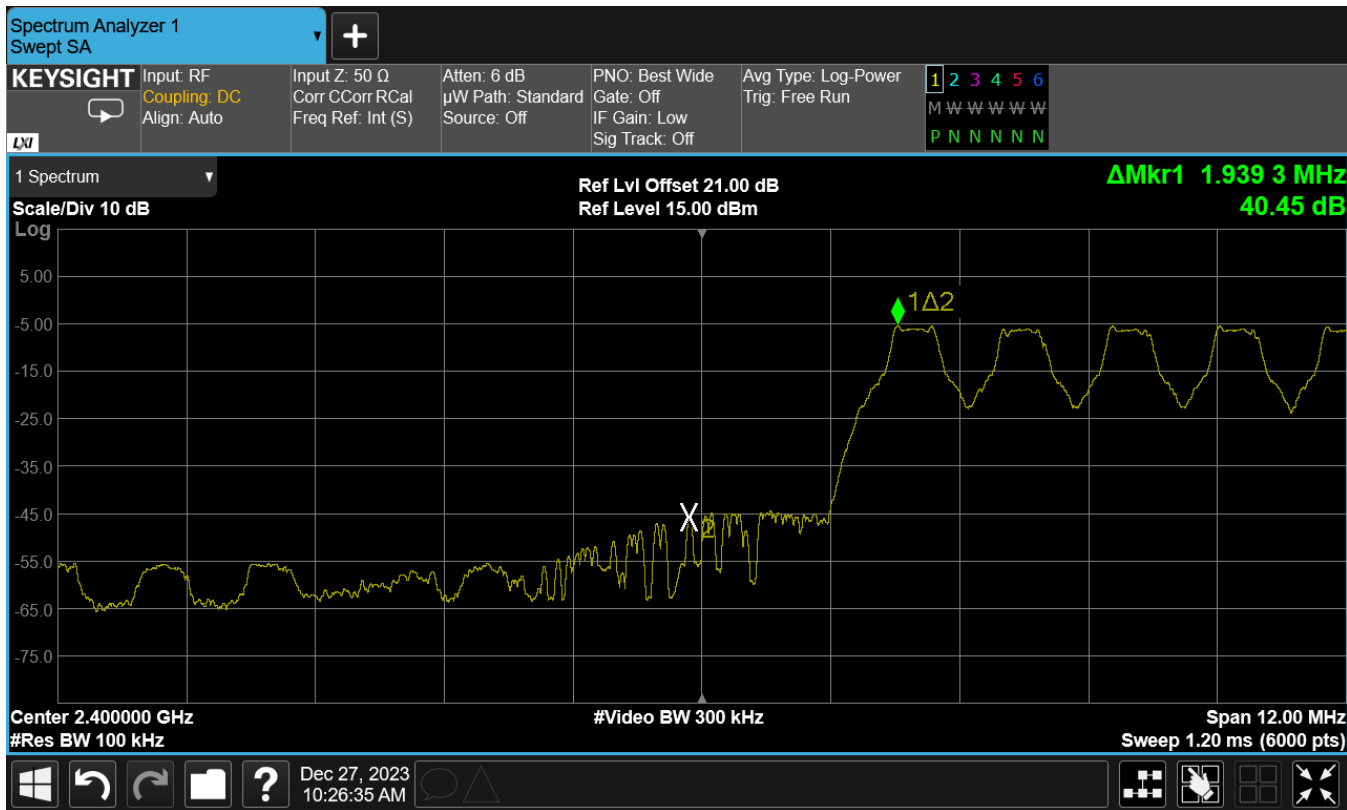 Spectrum Analyzer 1
Swept SA
KEYSIGHT
LXI
Input: RF
Coupling: DC
Align: Auto
Input Z: 50 Ω
Corr CCorr RCal
Freq Ref: Int (S)
Atten: 6 dB
µW Path: Standard
Source: Off
PNO: Best Wide
Gate: Off
IF Gain: Low
Sig Track: Off
Avg Type: Log-Power
Trig: Free Run
1 2 3 4 5 6
M W W W W W
P N N N N N
1 Spectrum
Scale/Div 10 dB
Log
Ref Lvl Offset 21.00 dB
Ref Level 15.00 dBm
ΔMkr1 1.939 3 MHz
40.45 dB
5.00
-5.00
-15.0
-25.0
-35.0
-45.0
-55.0
-65.0
-75.0
1Δ2
X
2
Center 2.400000 GHz
#Res BW 100 kHz
#Video BW 300 kHz
Span 12.00 MHz
Sweep 1.20 ms (6000 pts)
?
Dec 27, 2023
10:26:35 AM